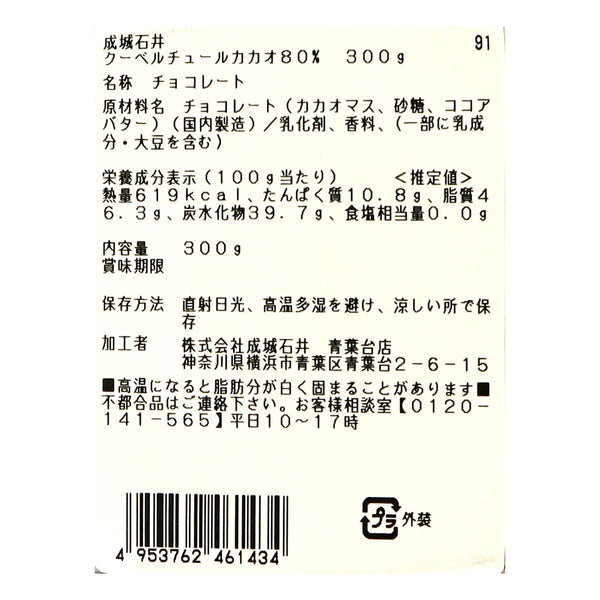 成城石井 91
クーベルチュールカカオ80% 300g
名称 チョコレート
原材料名 チョコレート(カカオマス、砂糖、ココア
バター)(国内製造)/乳化剤、香料、(一部に乳成
分・大豆を含む)
栄養成分表示(100g当たり) <推定値>
熱量619kcal、たんぱく質10.8g、脂質4
6.3g、炭水化物39.7g、食塩相当量0.0g
内容量 300g
賞味期限
保存方法 直射日光、高温多湿を避け、涼しい所で保
存
加工者 株式会社成城石井 青葉台店
神奈川県横浜市青葉区青葉台2-6-15
■高温になると脂肪分が白く固まることがあります■
不都合品はご連絡下さい。お客様相談室【0120-
141-565】平日10〜17時
プラ 外装
4 953762 461434